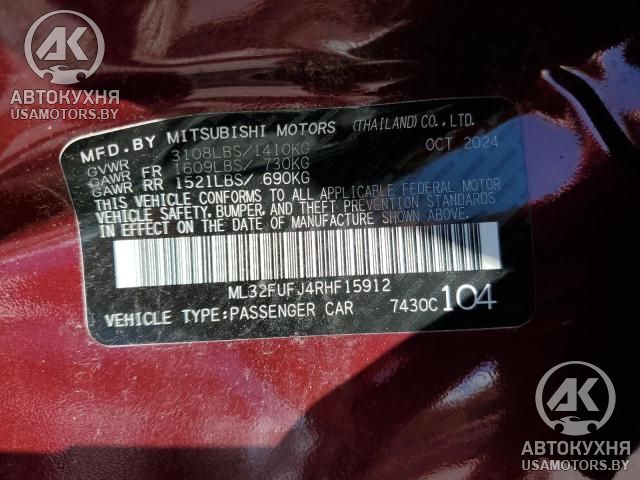 АК
АВТОКУХНЯ
USAMOTORS.BY
MFD.BY MITSUBISHI MOTORS (THAILAND) CO., LTD.
GVWR 3108LBS/1410KG OCT 2024
GAWR FR 1609LBS/ 730KG
GAWR RR 1521LBS/ 690KG
THIS VEHICLE CONFORMS TO ALL APPLICABLE FEDERAL MOTOR
VEHICLE SAFETY, BUMPER, AND THEFT PREVENTION STANDARDS
IN EFFECT ON THE DATE OF MANUFACTURE SHOWN ABOVE.
ML32FUFJ4RHF15912
VEHICLE TYPE:PASSENGER CAR 7430C 104
АК
АВТОКУХНЯ
USAMOTORS.BY